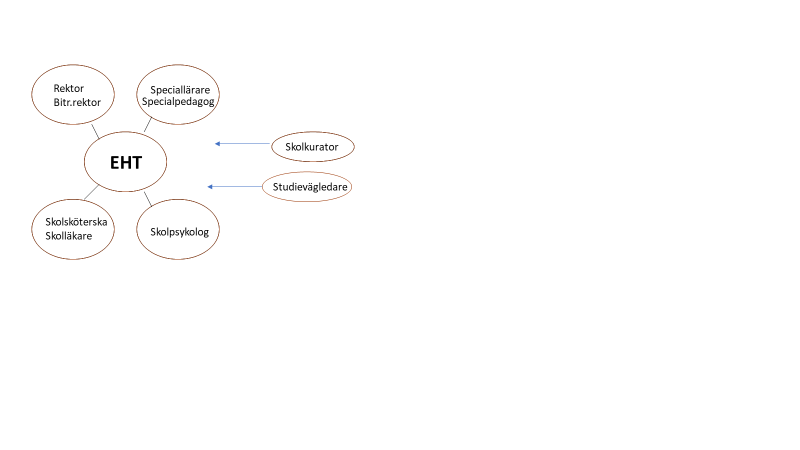 Rektor
Bitr.rektor
Speciallärare
Specialpedagog
EHT
Skolkurator
Studievägledare
Skolsköterska
Skolläkare
Skolpsykolog